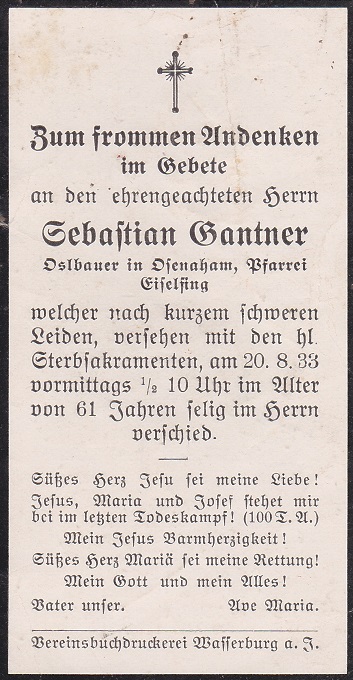 Zum frommen Andenken
im Gebete
an den ehrengeachteten Herrn
Sebastian Gantner
Oslbauer in Osenaham, Pfarrei
Eiselfing
welcher nach kurzem schweren
Leiden, versehen mit den hl.
Sterbsakramenten, am 20. 8. 33
vormittags ½ 10 Uhr im Alter
von 61 Jahren selig im Herrn
verschied.
Süßes Herz Jesu sei meine Liebe!
Jesus, Maria und Josef stehet mir
bei im letzten Todeskampf! (100 T. A.)
Mein Jesus Barmherzigkeit!
Süßes Herz Mariä sei meine Rettung!
Mein Gott und mein Alles!
Vater unser. Ave Maria.
Vereinsbuchdruckerei Wasserburg a. J.